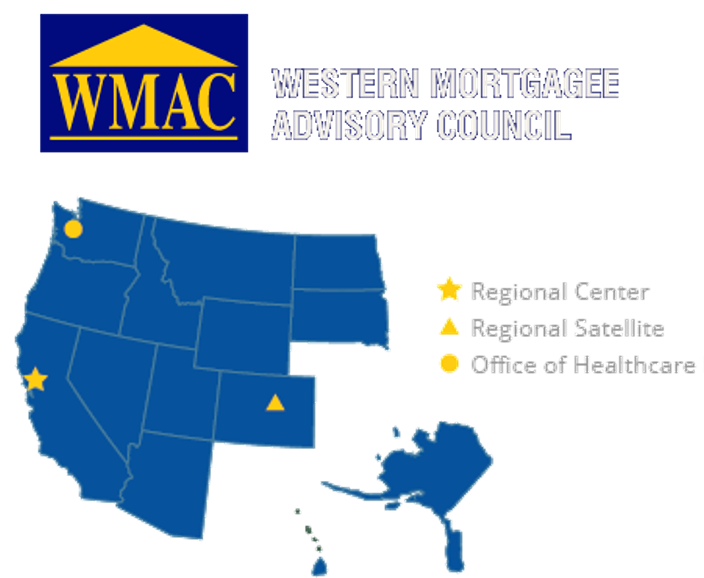 WMAC
WESTERN MORTGAGEE
ADVISORY COUNCIL
Regional Center
Regional Satellite
Office of Healthcare